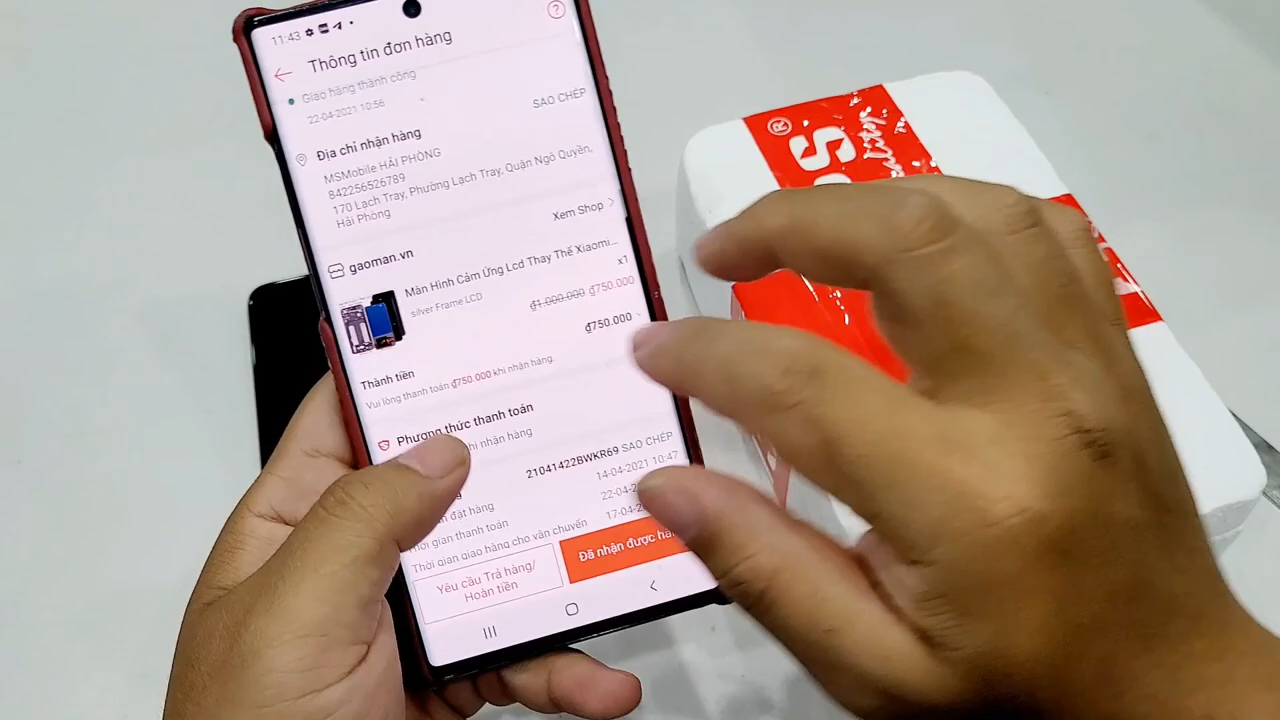 11:43
Thông tin đơn hàng
Giao hàng thành công
22-04-2021 10:56
Địa chỉ nhận hàng
SAO CHÉP
MSMobile HẢI PHÒNG
842256526789
170 Lạch Tray, Phường Lạch Tray, Quận Ngô Quyền,
Hải Phòng
gaoman.vn
Xem Shop
Màn Hình Cảm Ứng Lcd Thay Thế Xiaomi...
silver Frame LCD
x1
₫1.000.000 ₫750.000
₫750.000
Thành tiền
Vui lòng thanh toán ₫750.000 khi nhận hàng.
Phương thức thanh toán
khi nhận hàng
21041422BWKR69 SAO CHÉP
đặt hàng
14-04-2021 10:47
Thời gian thanh toán
22-04-
Thời gian giao hàng cho vận chuyển
17-04-
Yêu cầu Trả hàng/
Hoàn tiền
Đã nhận được
®